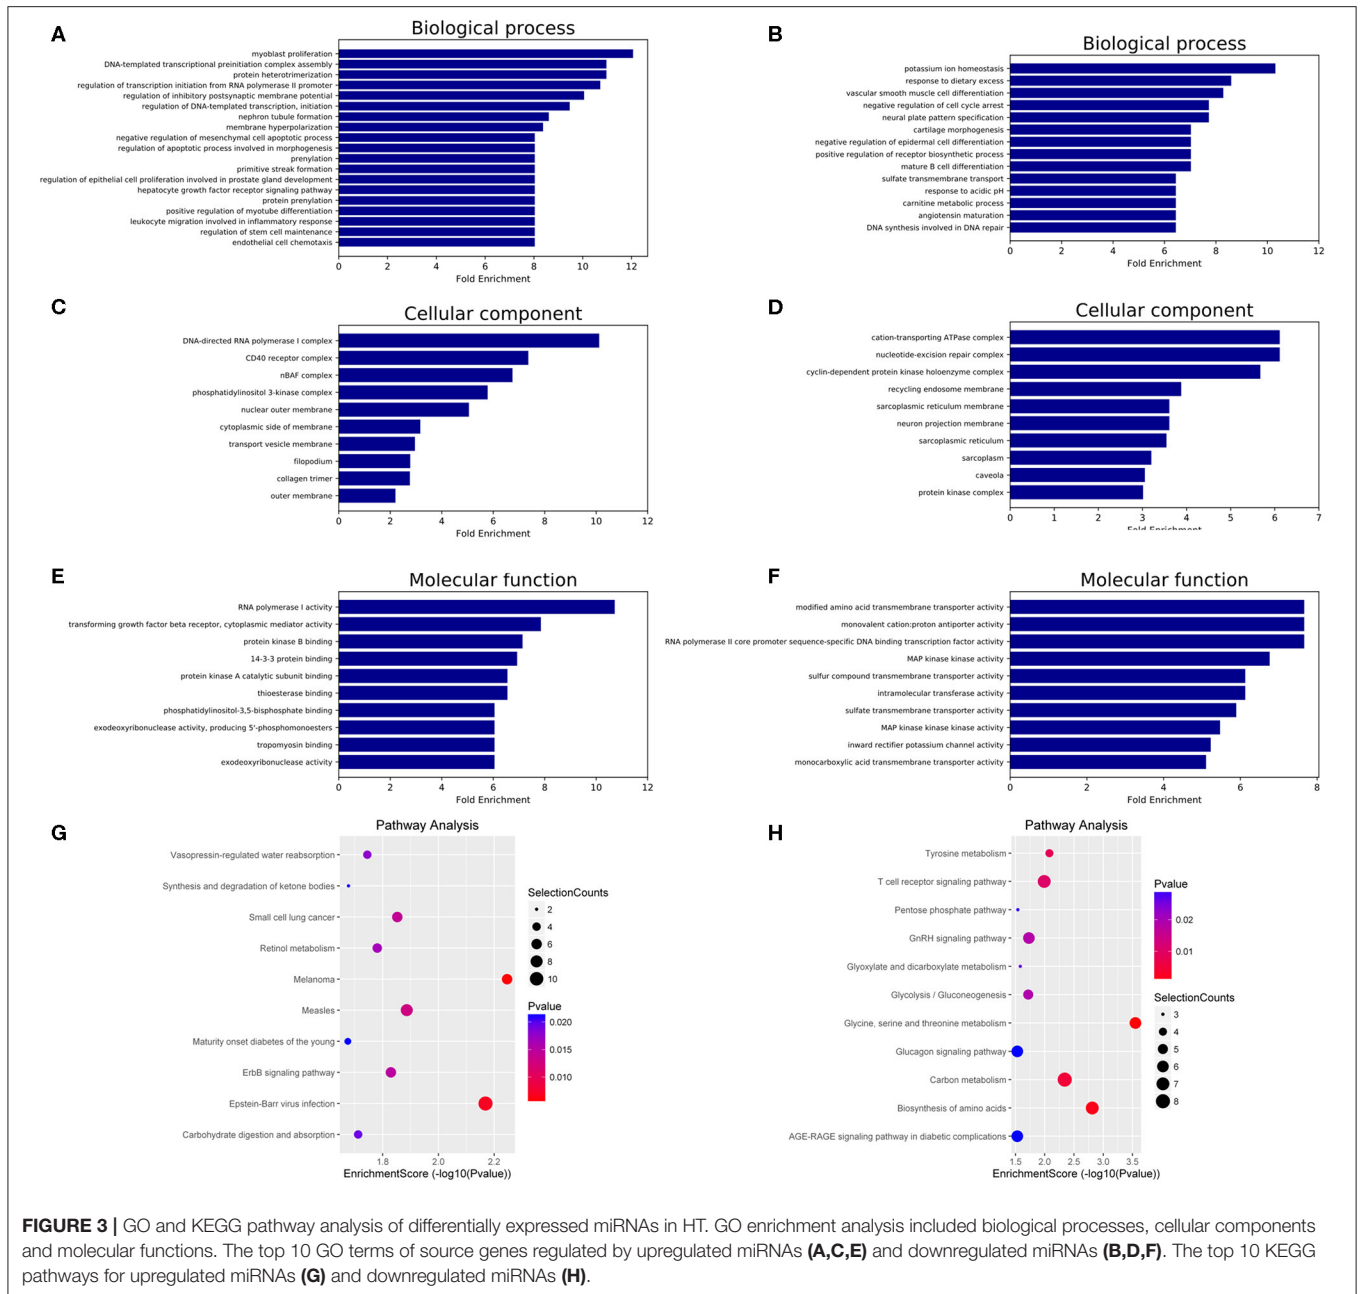 A
Biological process
myoblast proliferation
DNA-templated transcriptional preinitiation complex assembly
protein heterotrimerization
regulation of transcription initiation from RNA polymerase II promoter
regulation of inhibitory postsynaptic membrane potential
regulation of DNA-templated transcription, initiation
nephron tubule formation
membrane hyperpolarization
negative regulation of mesenchymal cell apoptotic process
regulation of apoptotic process involved in morphogenesis
prenylation
primitive streak formation
regulation of epithelial cell proliferation involved in prostate gland development
hepatocyte growth factor receptor signaling pathway
protein prenylation
positive regulation of myotube differentiation
leukocyte migration involved in inflammatory response
regulation of stem cell maintenance
endothelial cell chemotaxis
0 2 4 6 8 10 12
Fold Enrichment
B
Biological process
potassium ion homeostasis
response to dietary excess
vascular smooth muscle cell differentiation
negative regulation of cell cycle arrest
neural plate pattern specification
cartilage morphogenesis
negative regulation of epidermal cell differentiation
positive regulation of receptor biosynthetic process
mature B cell differentiation
sulfate transmembrane transport
response to acidic pH
carnitine metabolic process
angiotensin maturation
DNA synthesis involved in DNA repair
0 2 4 6 8 10 12
Fold Enrichment
C
Cellular component
DNA-directed RNA polymerase I complex
CD40 receptor complex
nBAF complex
phosphatidylinositol 3-kinase complex
nuclear outer membrane
cytoplasmic side of membrane
transport vesicle membrane
filopodium
collagen trimer
outer membrane
0 2 4 6 8 10 12
Fold Enrichment
D
Cellular component
cation-transporting ATPase complex
nucleotide-excision repair complex
cyclin-dependent protein kinase holoenzyme complex
recycling endosome membrane
sarcoplasmic reticulum membrane
neuron projection membrane
sarcoplasmic reticulum
sarcoplasm
caveola
protein kinase complex
0 1 2 3 4 5 6 7
Fold Enrichment
E
Molecular function
RNA polymerase I activity
transforming growth factor beta receptor, cytoplasmic mediator activity
protein kinase B binding
14-3-3 protein binding
protein kinase A catalytic subunit binding
thioesterase binding
phosphatidylinositol-3,5-bisphosphate binding
exodeoxyribonuclease activity, producing 5'-phosphomonoesters
tropomyosin binding
exodeoxyribonuclease activity
0 2 4 6 8 10 12
Fold Enrichment
F
Molecular function
modified amino acid transmembrane transporter activity
monovalent cation:proton antiporter activity
RNA polymerase II core promoter sequence-specific DNA binding transcription factor activity
MAP kinase kinase activity
sulfur compound transmembrane transporter activity
intramolecular transferase activity
sulfate transmembrane transporter activity
MAP kinase kinase kinase activity
inward rectifier potassium channel activity
monocarboxylic acid transmembrane transporter activity
0 2 4 6 8
Fold Enrichment
G
Pathway Analysis
Vasopressin-regulated water reabsorption
Synthesis and degradation of ketone bodies
Small cell lung cancer
Retinol metabolism
Melanoma
Measles
Maturity onset diabetes of the young
ErbB signaling pathway
Epstein-Barr virus infection
Carbohydrate digestion and absorption
1.8 2.0 2.2
EnrichmentScore (-log10(Pvalue))
SelectionCounts
2
4
6
8
10
Pvalue
0.020
0.015
0.010
H
Pathway Analysis
Tyrosine metabolism
T cell receptor signaling pathway
Pentose phosphate pathway
GnRH signaling pathway
Glyoxylate and dicarboxylate metabolism
Glycolysis / Gluconeogenesis
Glycine, serine and threonine metabolism
Glucagon signaling pathway
Carbon metabolism
Biosynthesis of amino acids
AGE-RAGE signaling pathway in diabetic complications
1.5 2.0 2.5 3.0 3.5
EnrichmentScore (-log10(Pvalue))
Pvalue
0.02
0.01
SelectionCounts
3
4
5
6
7
8
FIGURE 3 | GO and KEGG pathway analysis of differentially expressed miRNAs in HT. GO enrichment analysis included biological processes, cellular components
and molecular functions. The top 10 GO terms of source genes regulated by upregulated miRNAs (A,C,E) and downregulated miRNAs (B,D,F). The top 10 KEGG
pathways for upregulated miRNAs (G) and downregulated miRNAs (H).